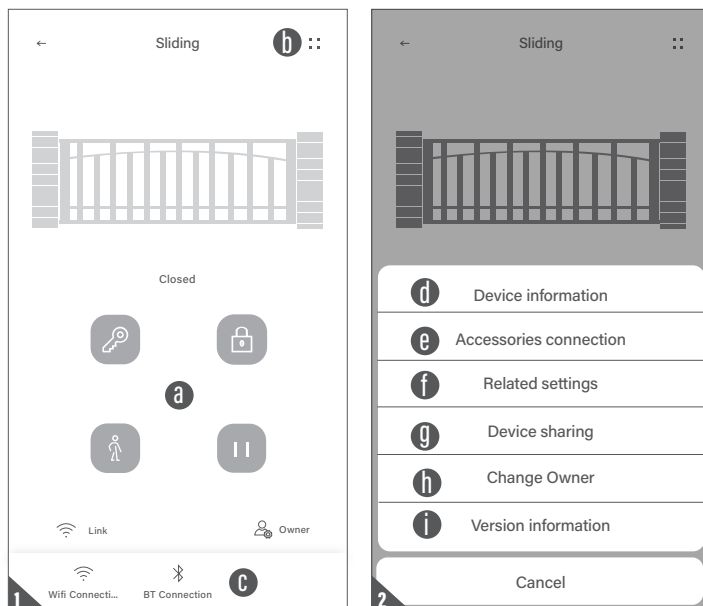 ← Sliding b
Closed
a
Link Owner
Wifi Connecti... BT Connection c
1
← Sliding
d Device information
e Accessories connection
f Related settings
g Device sharing
h Change Owner
i Version information
Cancel
2